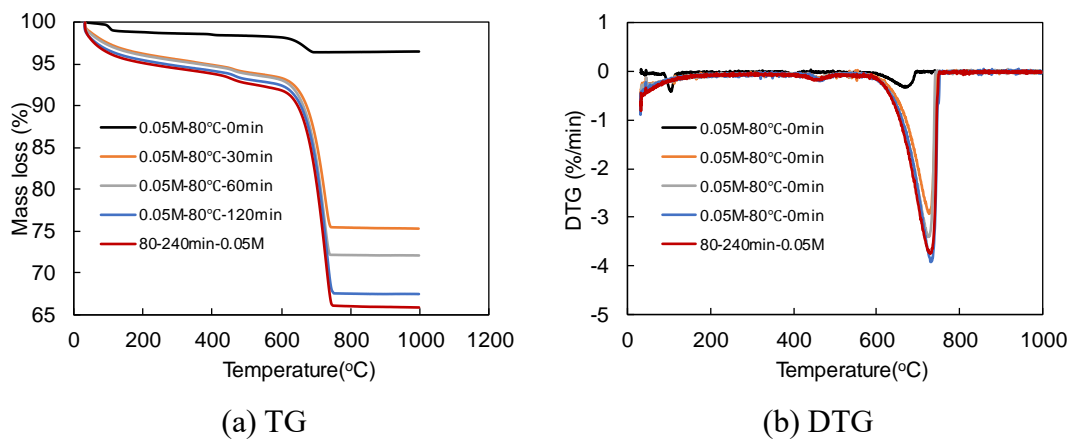 100
95
90
85
80
75
70
65
Mass loss (%)
0.05M-80℃-0min
0.05M-80℃-30min
0.05M-80℃-60min
0.05M-80℃-120min
80-240min-0.05M
0 200 400 600 800 1000 1200
Temperature(°C)
(a) TG
1
0
-1
-2
-3
-4
-5
DTG (%/min)
0.05M-80℃-0min
0.05M-80℃-0min
0.05M-80℃-0min
0.05M-80℃-0min
80-240min-0.05M
0 200 400 600 800 1000
Temperature(°C)
(b) DTG